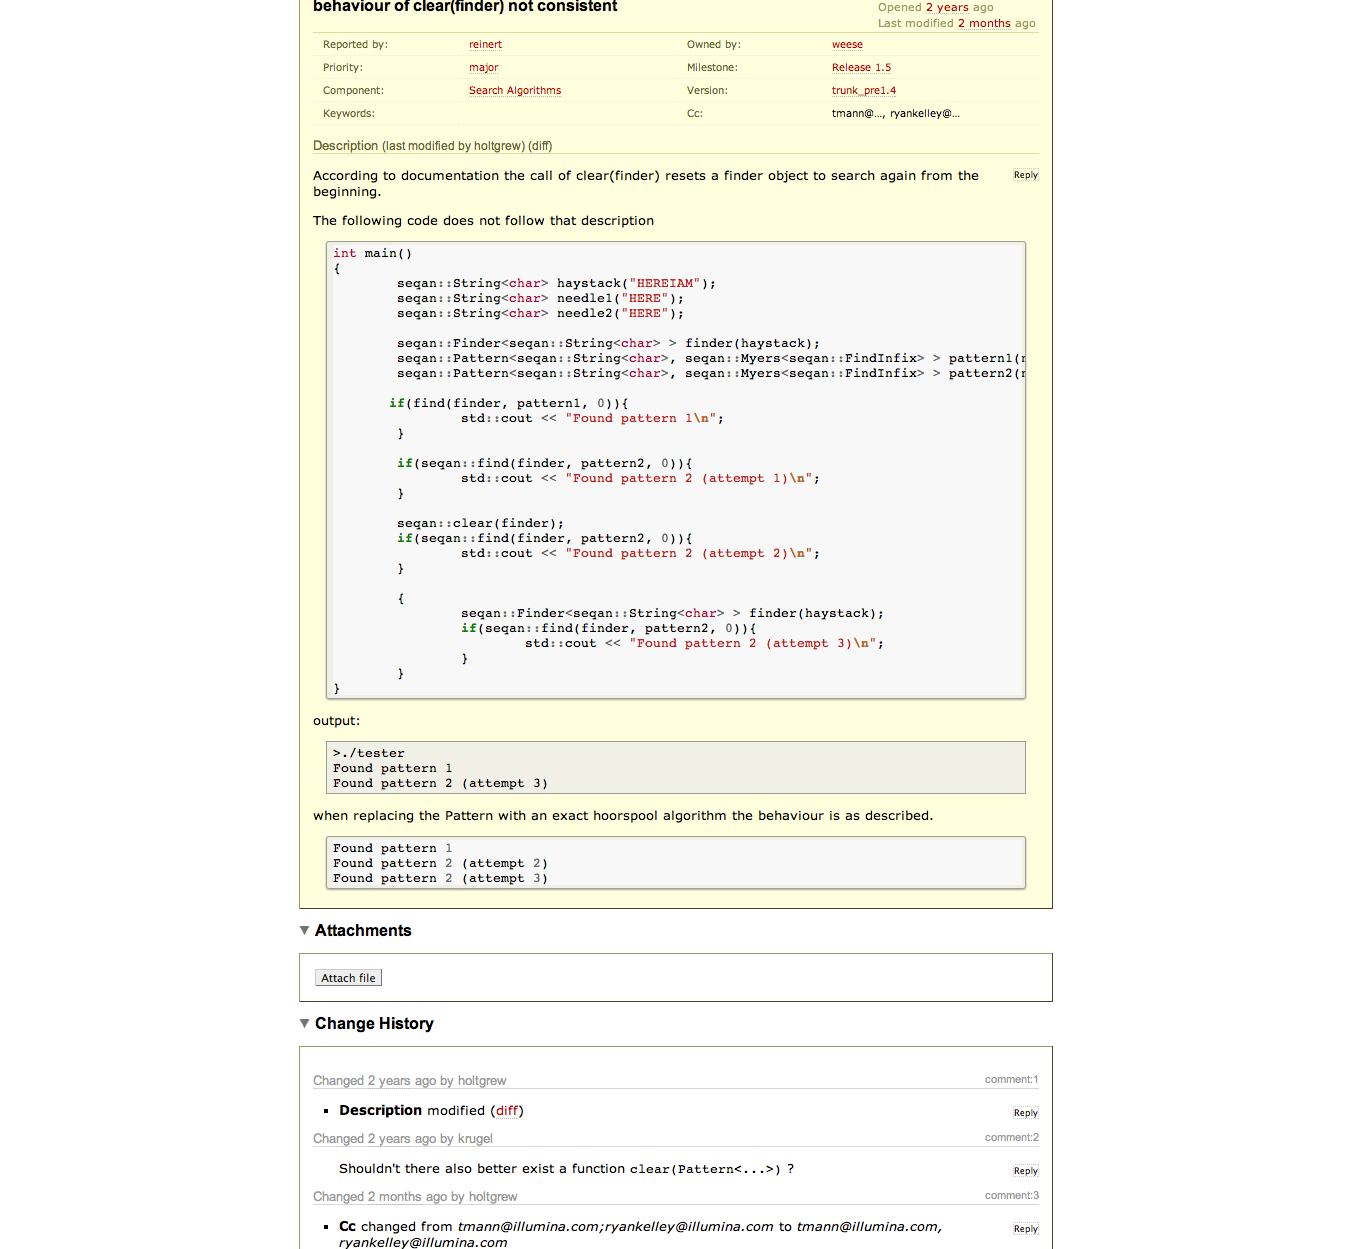 behaviour of clear(finder) not consistent
Opened 2 years ago
Last modified 2 months ago
Reported by: reinert Owned by: weese
Priority: major Milestone: Release 1.5
Component: Search Algorithms Version: trunk_pre1.4
Keywords: Cc: tmann@..., ryankelley@...
Description (last modified by holtgrew) (diff)
According to documentation the call of clear(finder) resets a finder object to search again from the
beginning.
Reply
The following code does not follow that description
int main()
{
seqan::String<char> haystack("HEREIAM");
seqan::String<char> needle1("HERE");
seqan::String<char> needle2("HERE");
seqan::Finder<seqan::String<char> > finder(haystack);
seqan::Pattern<seqan::String<char>, seqan::Myers<seqan::FindInfix> > pattern1(
seqan::Pattern<seqan::String<char>, seqan::Myers<seqan::FindInfix> > pattern2(
if(find(finder, pattern1, 0)){
std::cout << "Found pattern 1\n";
}
if(seqan::find(finder, pattern2, 0)){
std::cout << "Found pattern 2 (attempt 1)\n";
}
seqan::clear(finder);
if(seqan::find(finder, pattern2, 0)){
std::cout << "Found pattern 2 (attempt 2)\n";
}
{
seqan::Finder<seqan::String<char> > finder(haystack);
if(seqan::find(finder, pattern2, 0)){
std::cout << "Found pattern 2 (attempt 3)\n";
}
}
}
output:
>./tester
Found pattern 1
Found pattern 2 (attempt 3)
when replacing the Pattern with an exact hoorspool algorithm the behaviour is as described.
Found pattern 1
Found pattern 2 (attempt 2)
Found pattern 2 (attempt 3)
Attachments
Attach file
Change History
Changed 2 years ago by holtgrew comment:1
Description modified (diff)
Reply
Changed 2 years ago by krugel comment:2
Shouldn't there also better exist a function clear(Pattern<...>) ?
Reply
Changed 2 months ago by holtgrew comment:3
Cc changed from tmann@illumina.com;ryankelley@illumina.com to tmann@illumina.com,
ryankelley@illumina.com
Reply